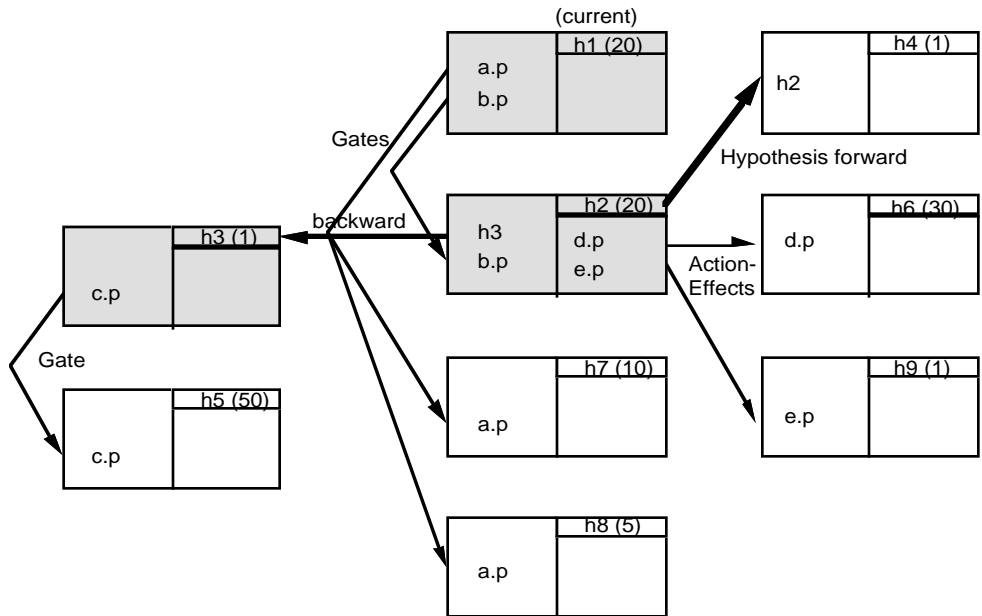 (current)
h1 (20)
a.p
b.p
h4 (1)
h2
Gates
Hypothesis forward
backward
h3 (1)
c.p
h2 (20)
h3
b.p
d.p
e.p
h6 (30)
d.p
Action-
Effects
Gate
h5 (50)
c.p
h7 (10)
a.p
h9 (1)
e.p
h8 (5)
a.p